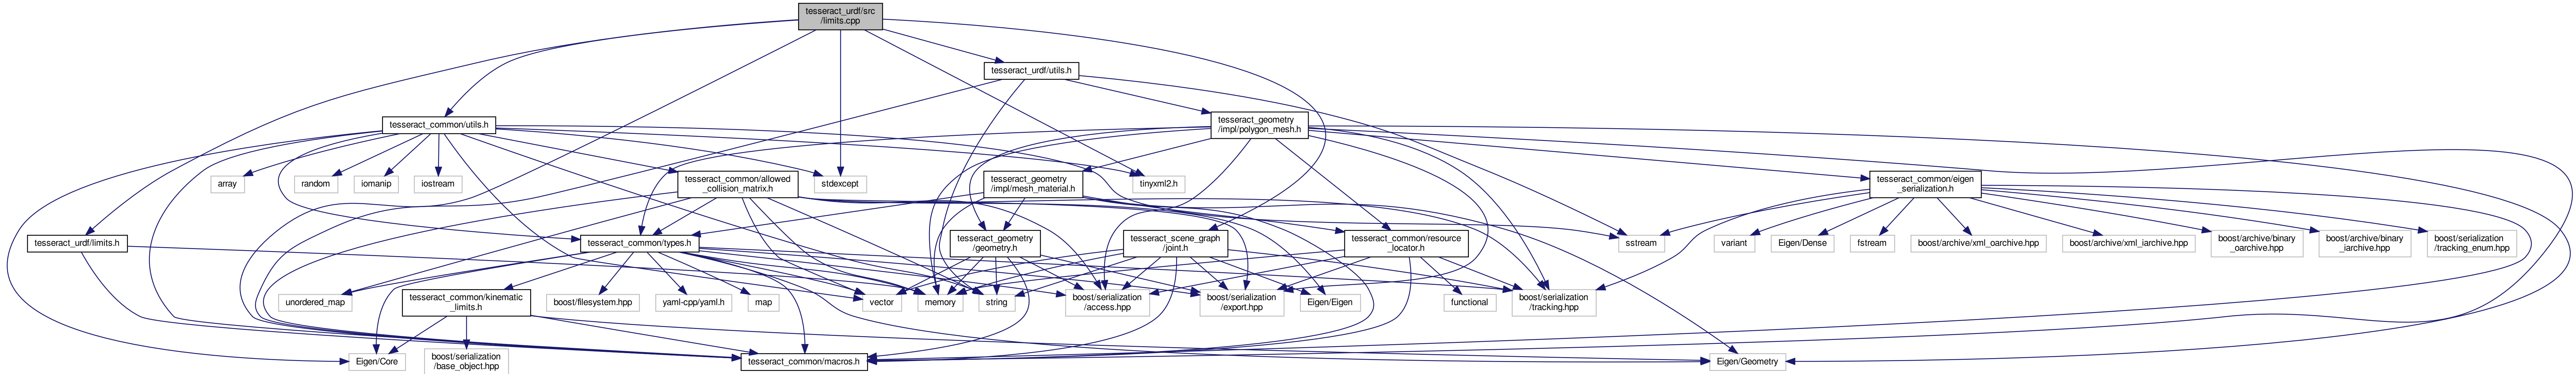 tesseract_urdf/src
/limits.cpp
tesseract_urdf/utils.h
tesseract_common/utils.h
tesseract_geometry
/impl/polygon_mesh.h
array
random
iomanip
iostream
tesseract_common/allowed
_collision_matrix.h
stdexcept
tesseract_geometry
/impl/mesh_material.h
tinyxml2.h
tesseract_common/eigen
_serialization.h
tesseract_urdf/limits.h
tesseract_common/types.h
tesseract_geometry
/geometry.h
tesseract_scene_graph
/joint.h
tesseract_common/resource
_locator.h
sstream
variant
Eigen/Dense
fstream
boost/archive/xml_oarchive.hpp
boost/archive/xml_iarchive.hpp
boost/archive/binary
_oarchive.hpp
boost/archive/binary
_iarchive.hpp
boost/serialization
/tracking_enum.hpp
unordered_map
tesseract_common/kinematic
_limits.h
boost/filesystem.hpp
yaml-cpp/yaml.h
map
vector
memory
string
boost/serialization
/access.hpp
boost/serialization
/export.hpp
Eigen/Eigen
functional
boost/serialization
/tracking.hpp
Eigen/Core
boost/serialization
/base_object.hpp
tesseract_common/macros.h
Eigen/Geometry